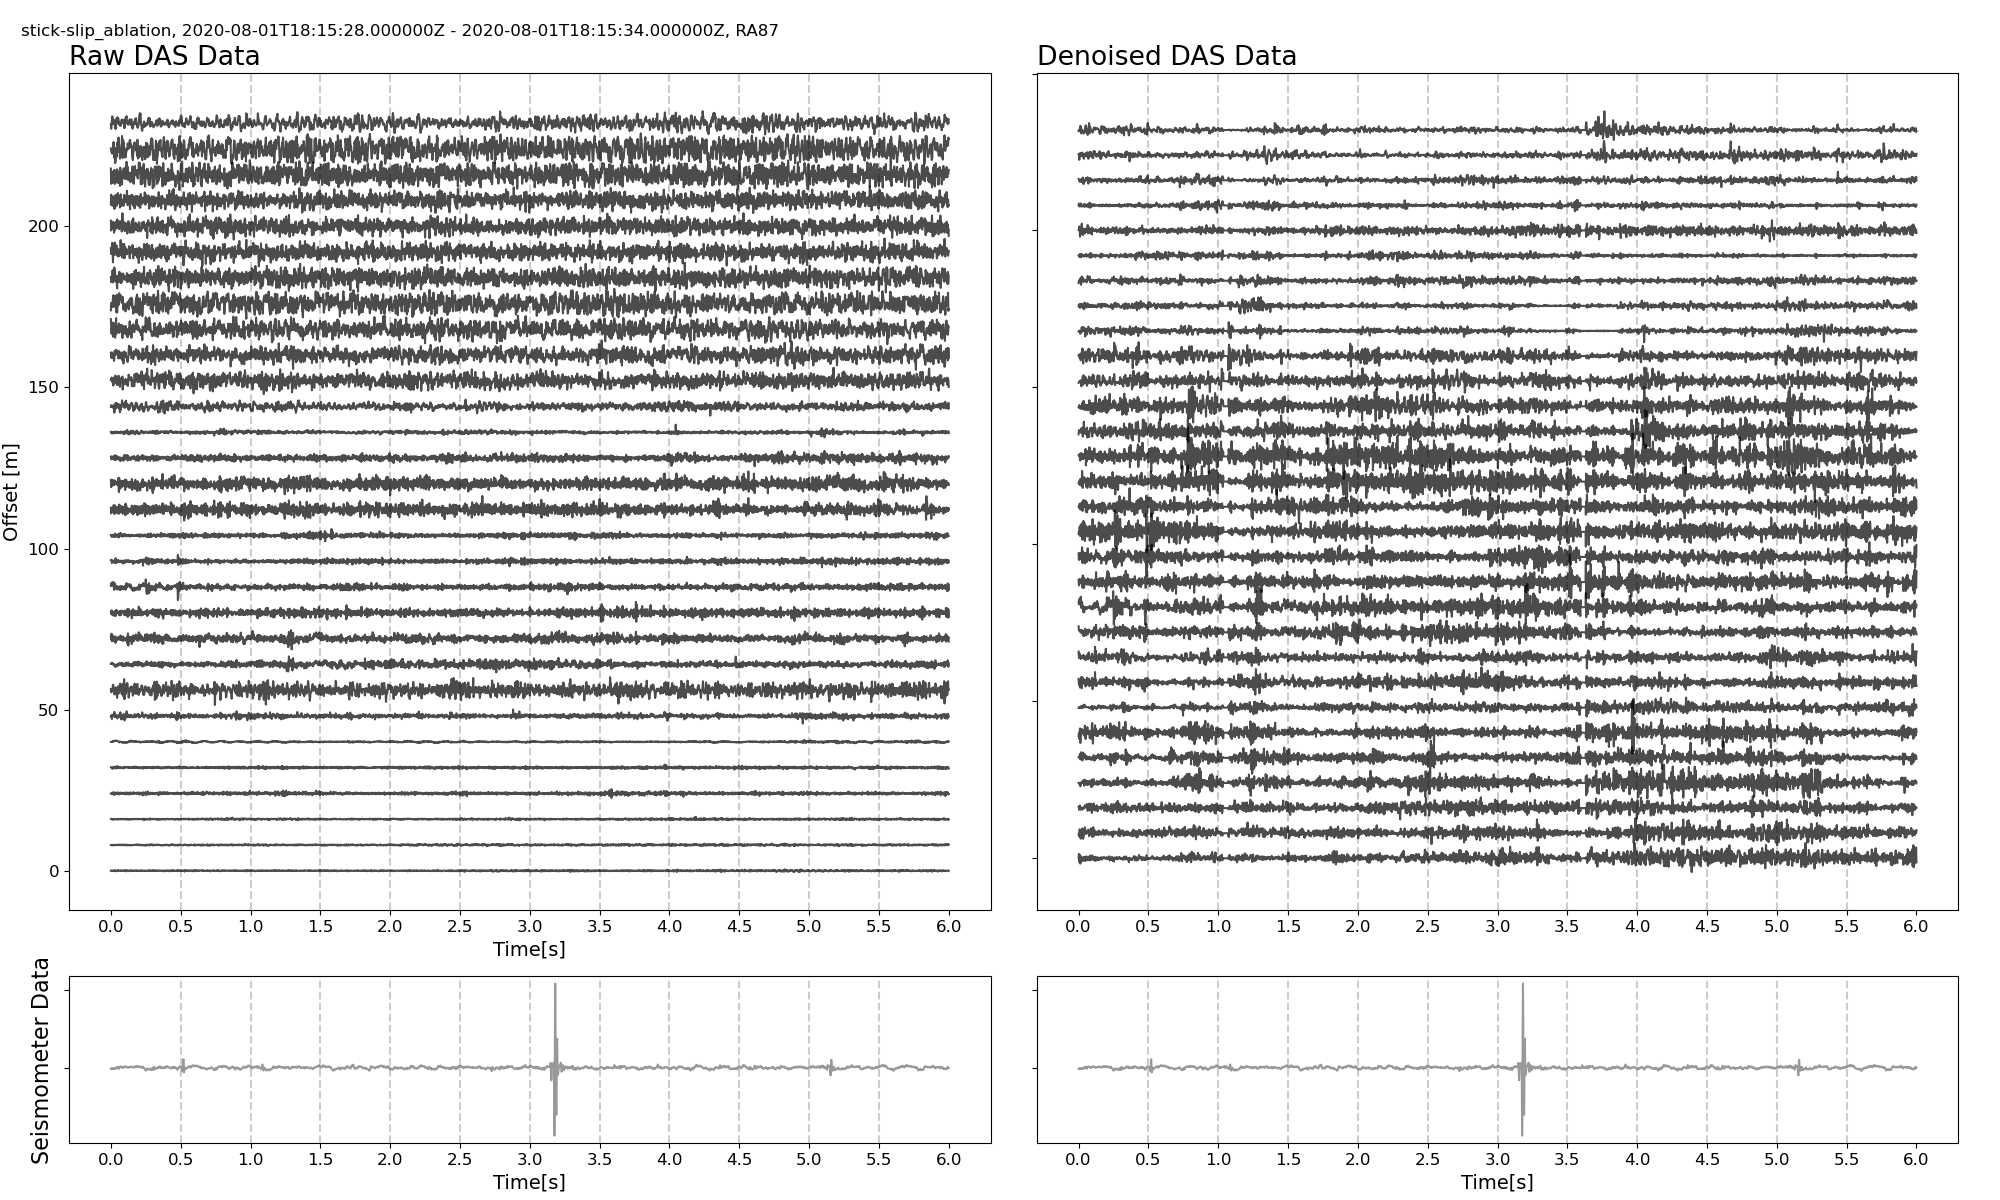 stick-slip_ablation, 2020-08-01T18:15:28.000000Z - 2020-08-01T18:15:34.000000Z, RA87
Raw DAS Data
Denoised DAS Data
Offset [m]
200
150
100
50
0
0.0 0.5 1.0 1.5 2.0 2.5 3.0 3.5 4.0 4.5 5.0 5.5 6.0
Time[s]
0.0 0.5 1.0 1.5 2.0 2.5 3.0 3.5 4.0 4.5 5.0 5.5 6.0
Seismometer Data
0.0 0.5 1.0 1.5 2.0 2.5 3.0 3.5 4.0 4.5 5.0 5.5 6.0
Time[s]
0.0 0.5 1.0 1.5 2.0 2.5 3.0 3.5 4.0 4.5 5.0 5.5 6.0
Time[s]